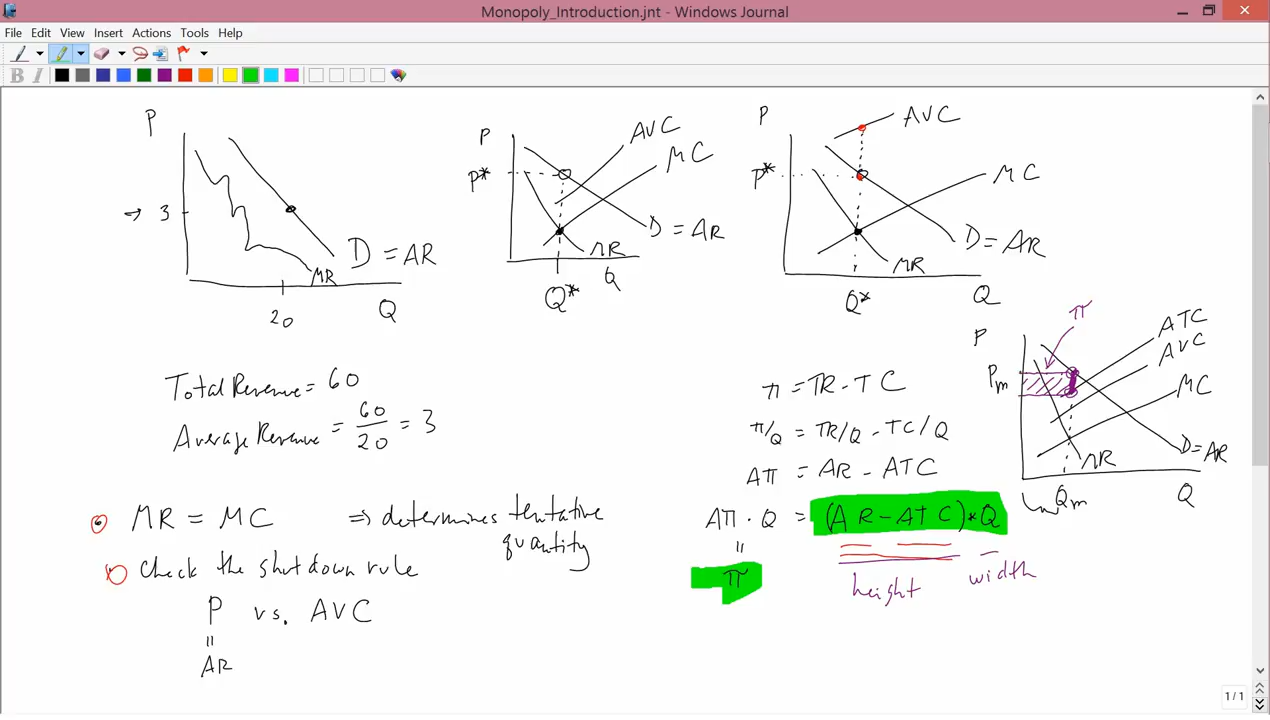 Monopoly_Introduction.jnt - Windows Journal
File Edit View Insert Actions Tools Help
B I
P
→ 3
20
MR
D = AR
Q
P
P*
AVC
MC
D = AR
MR
Q*
Q
P
P*
AVC
MC
D = AR
MR
Q*
Q
Total Revenue = 60
Average Revenue = 60/20 = 3
MR = MC ⇒ determines tentative
quantity
Check the shutdown rule
P vs. AVC
=
AR
π = TR - TC
π/Q = TR/Q - TC/Q
Aπ = AR - ATC
Aπ · Q = (AR - ATC)*Q
=
π
height width
P
π
Pm
ATC
AVC
MC
D = AR
MR
Qm
Q
1 / 1